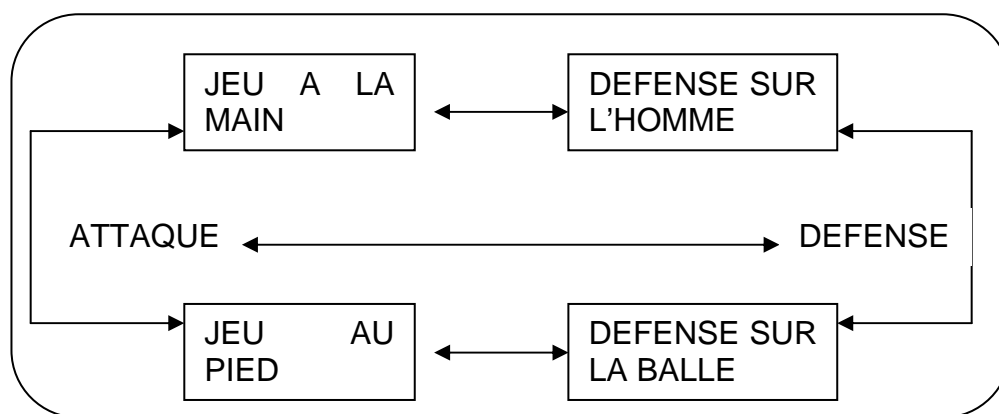 JEU A LA
MAIN
DEFENSE SUR
L'HOMME
ATTAQUE
DEFENSE
JEU AU
PIED
DEFENSE SUR
LA BALLE